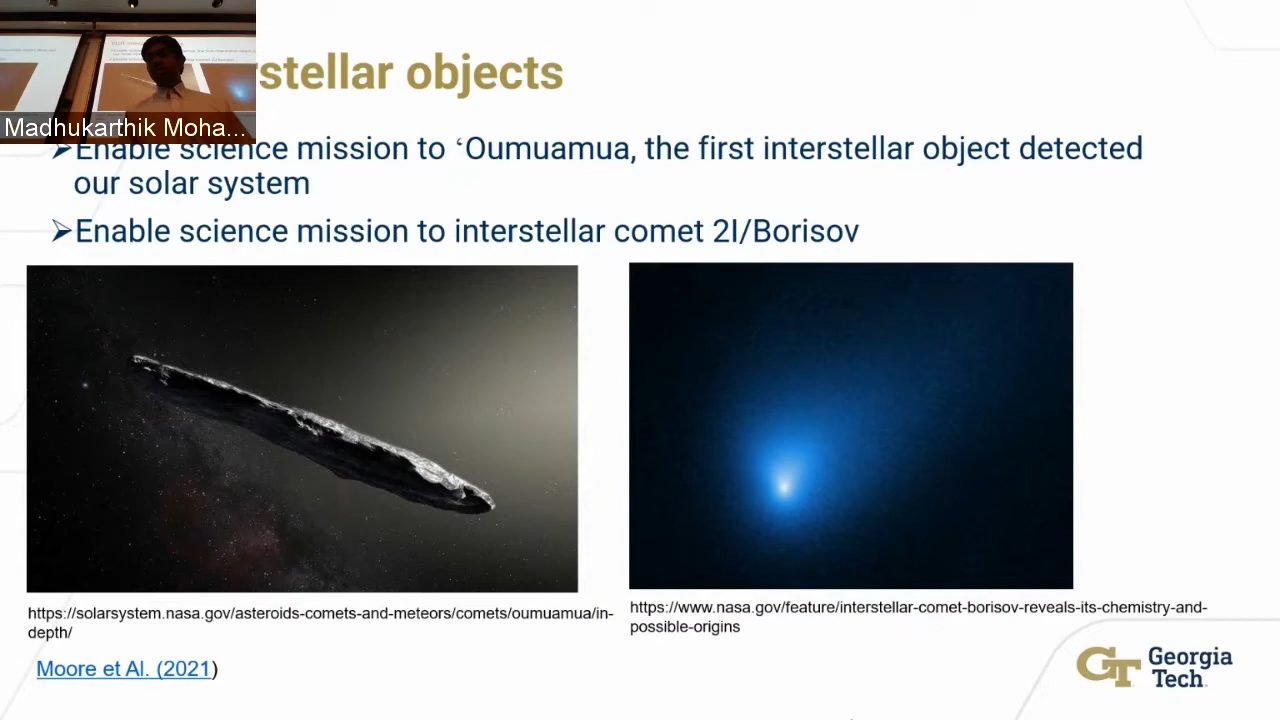 rstellar objects
Madhukarthik Moha...
➢Enable science mission to ‘Oumuamua, the first interstellar object detected
our solar system
➢Enable science mission to interstellar comet 2I/Borisov
https://solarsystem.nasa.gov/asteroids-comets-and-meteors/comets/oumuamua/in-
depth/
https://www.nasa.gov/feature/interstellar-comet-borisov-reveals-its-chemistry-and-
possible-origins
Moore et Al. (2021)
GT Georgia
Tech